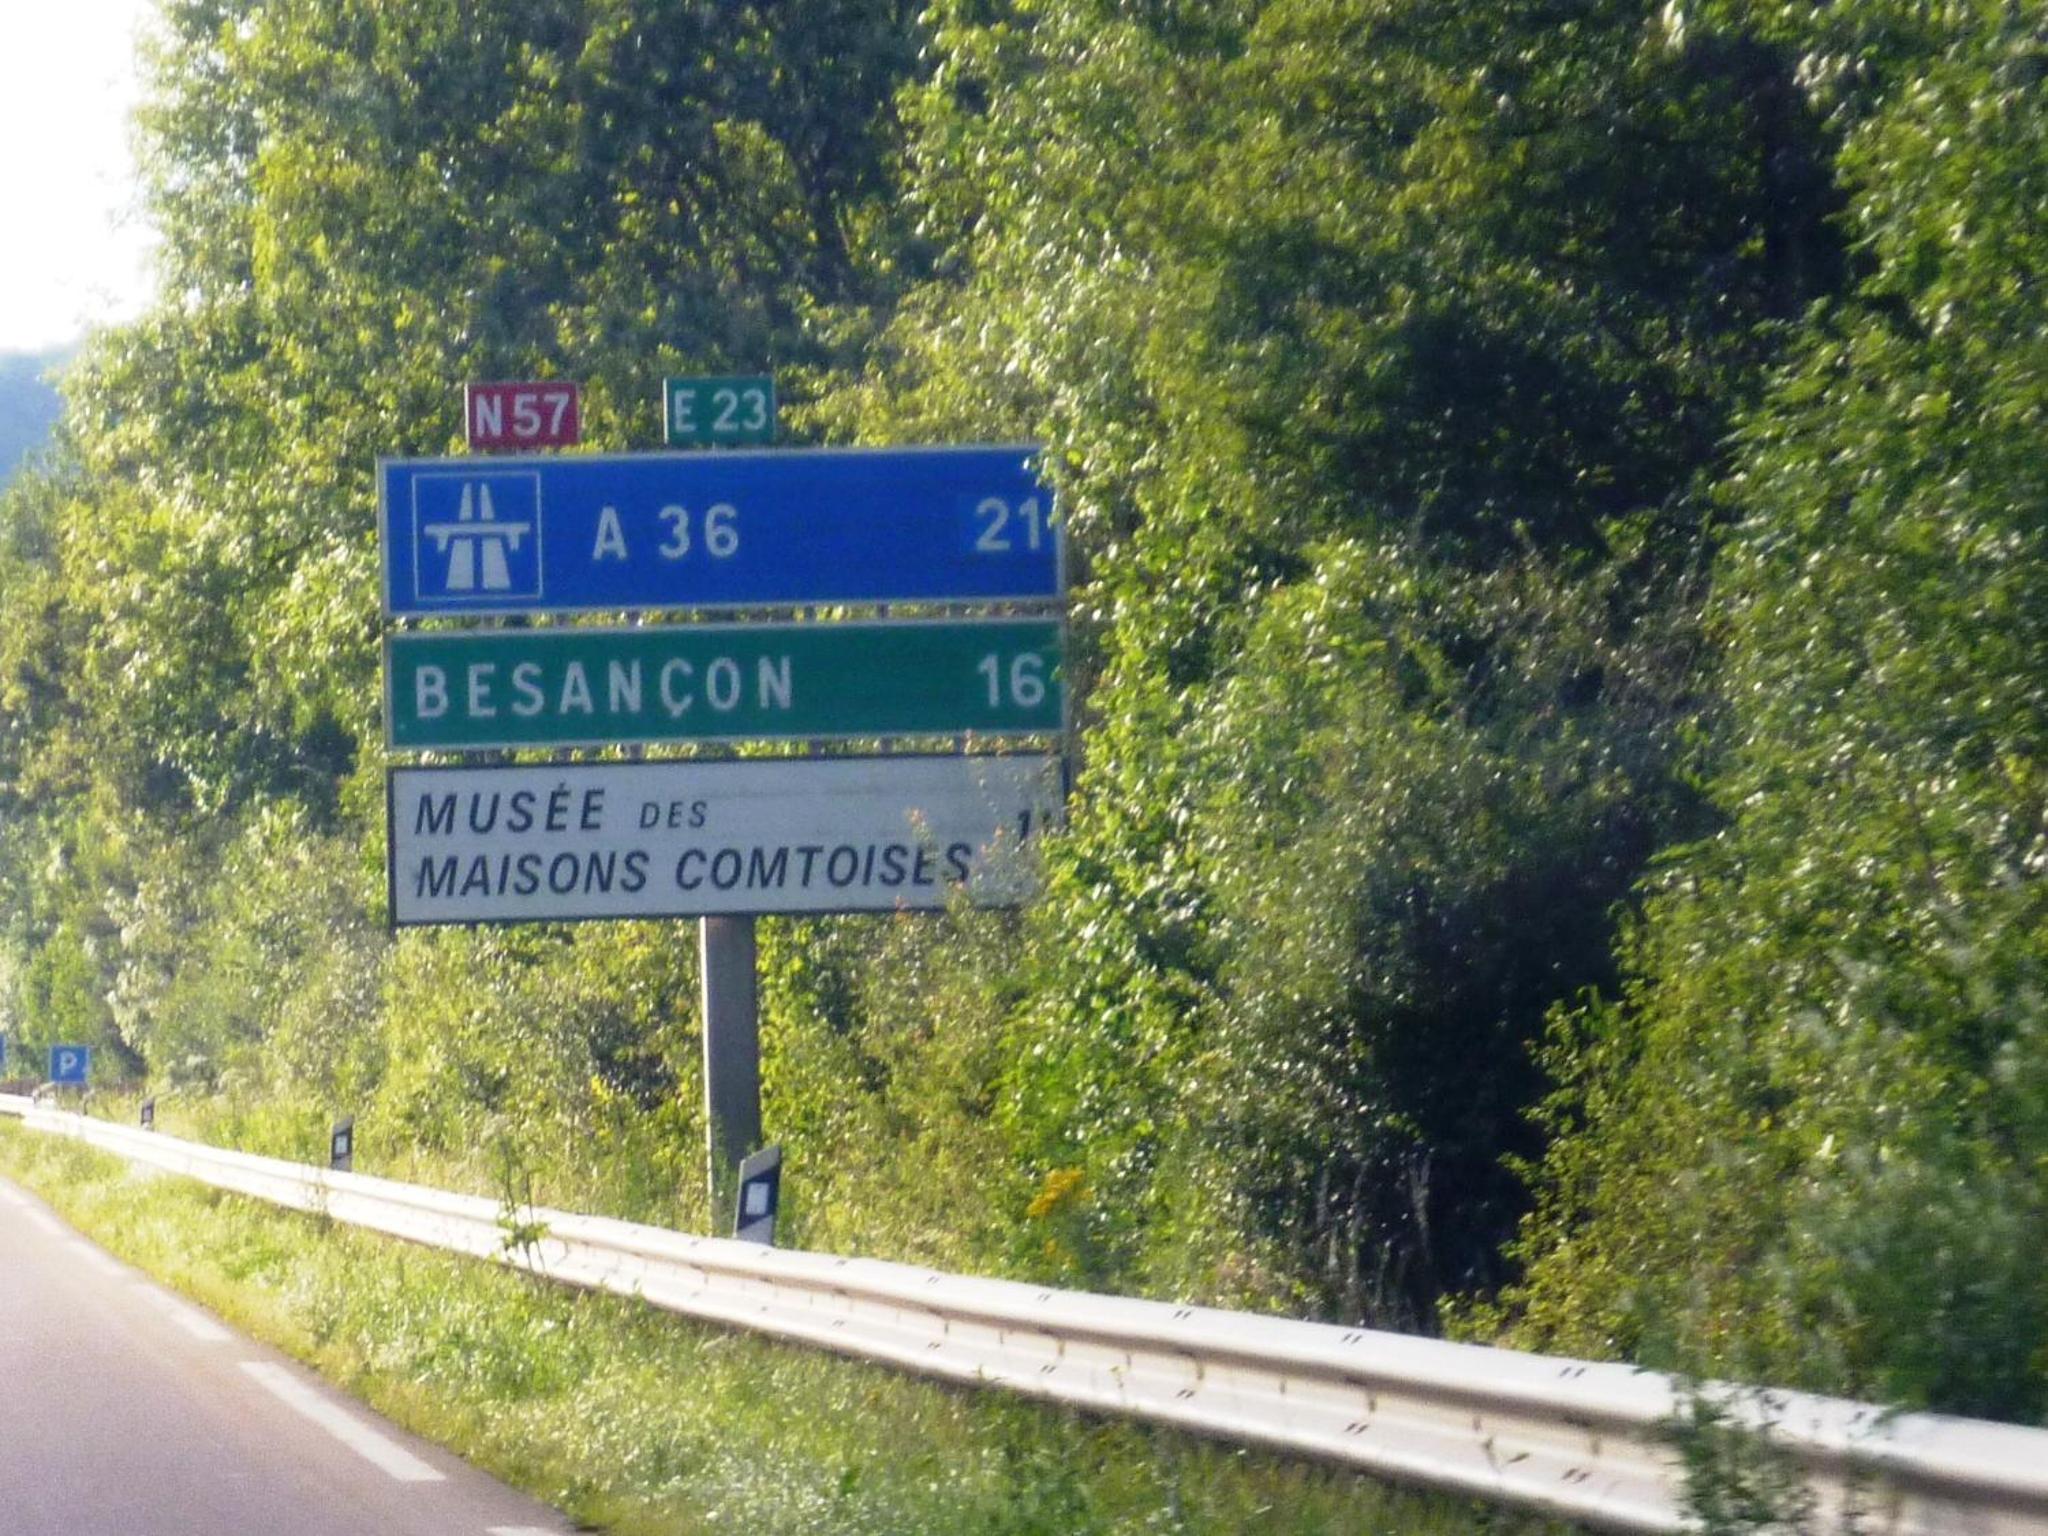 N57 E 23
A 36 21
BESANÇON 16
MUSÉE DES
MAISONS COMTOISES
P